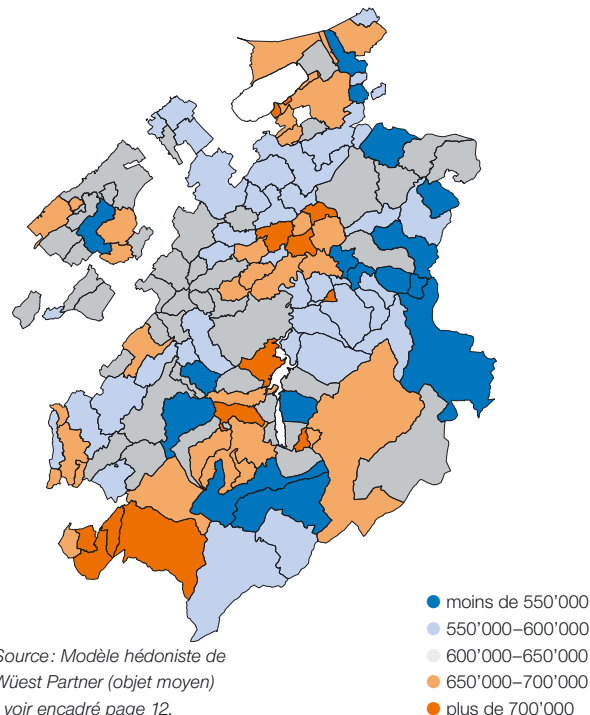 moins de 550'000
550'000–600'000
600'000–650'000
650'000–700'000
plus de 700'000
Source : Modèle hédoniste de
Wüest Partner (objet moyen)
voir encadré page 12.